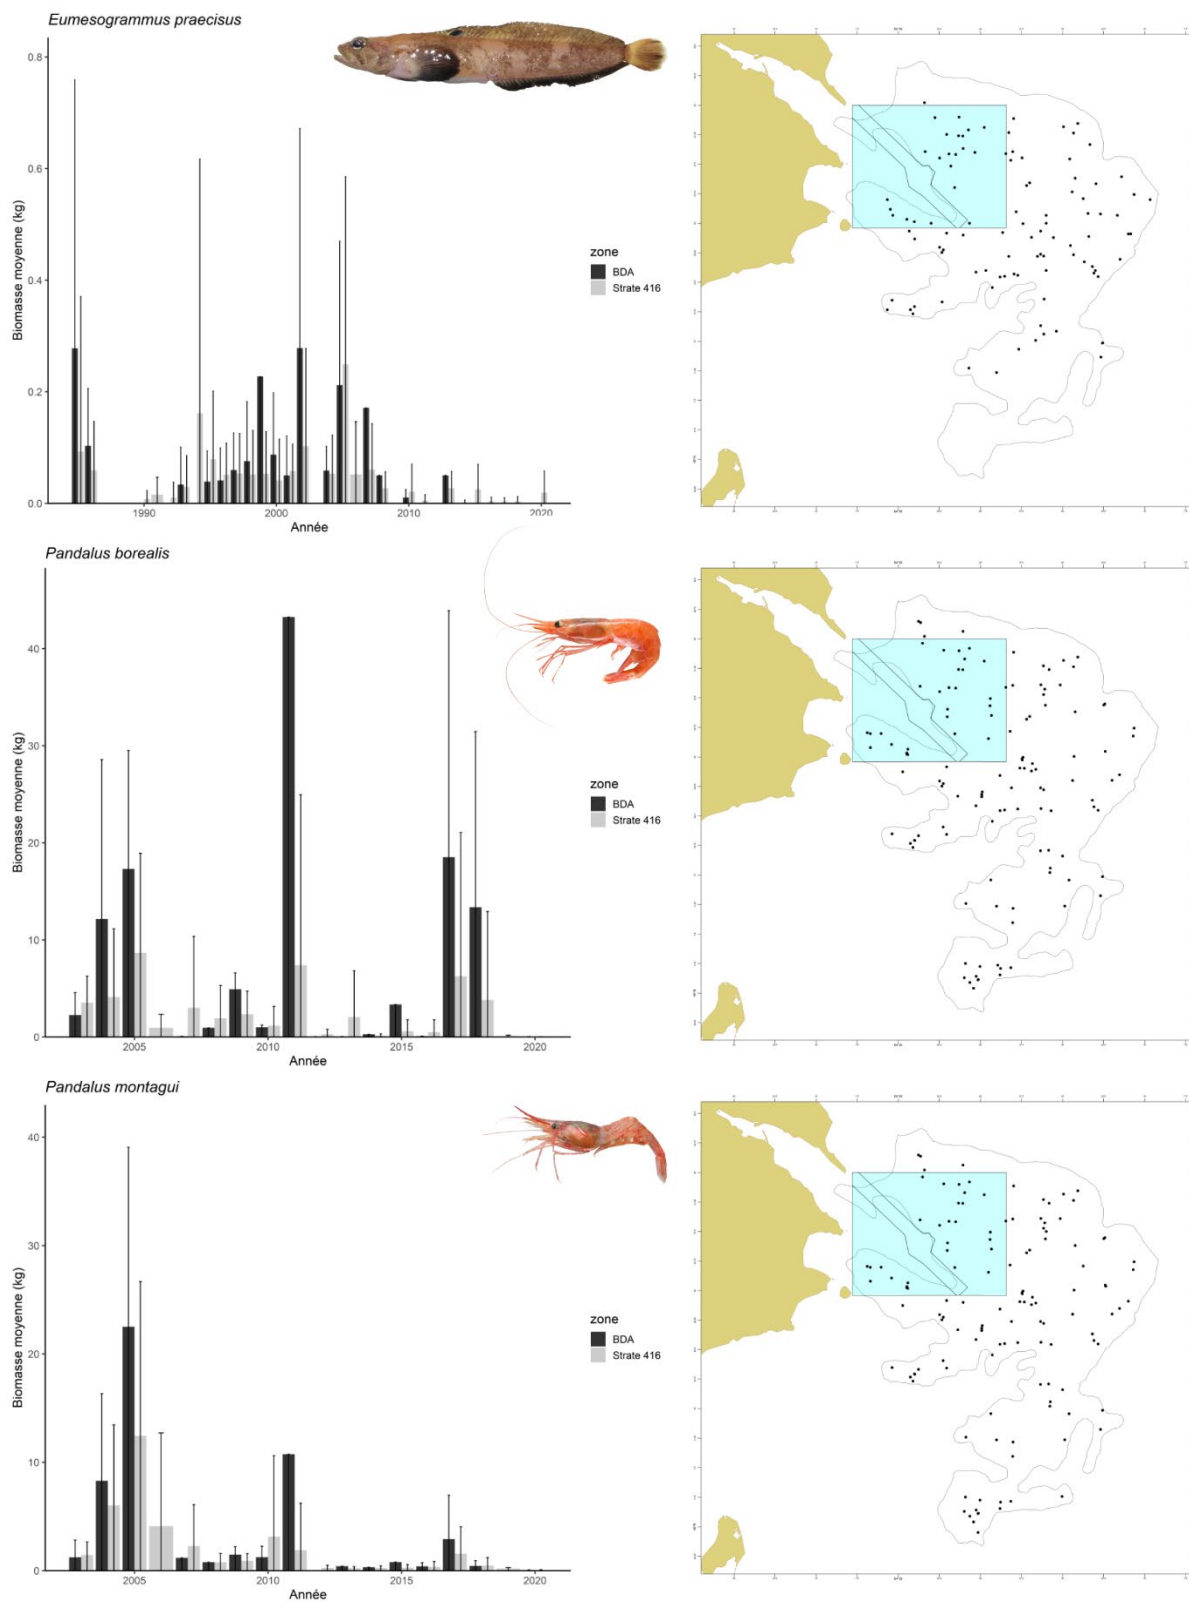 Eumesogrammus praecisus
0.8
0.6
0.4
0.2
0.0
Biomasse moyenne (kg)
1990
2000
2010
2020
Année
zone
BDA
Strate 416
Pandalus borealis
40
30
20
10
0
Biomasse moyenne (kg)
2005
2010
2015
2020
Année
zone
BDA
Strate 416
Pandalus montagui
40
30
20
10
0
Biomasse moyenne (kg)
2005
2010
2015
2020
Année
zone
BDA
Strate 416